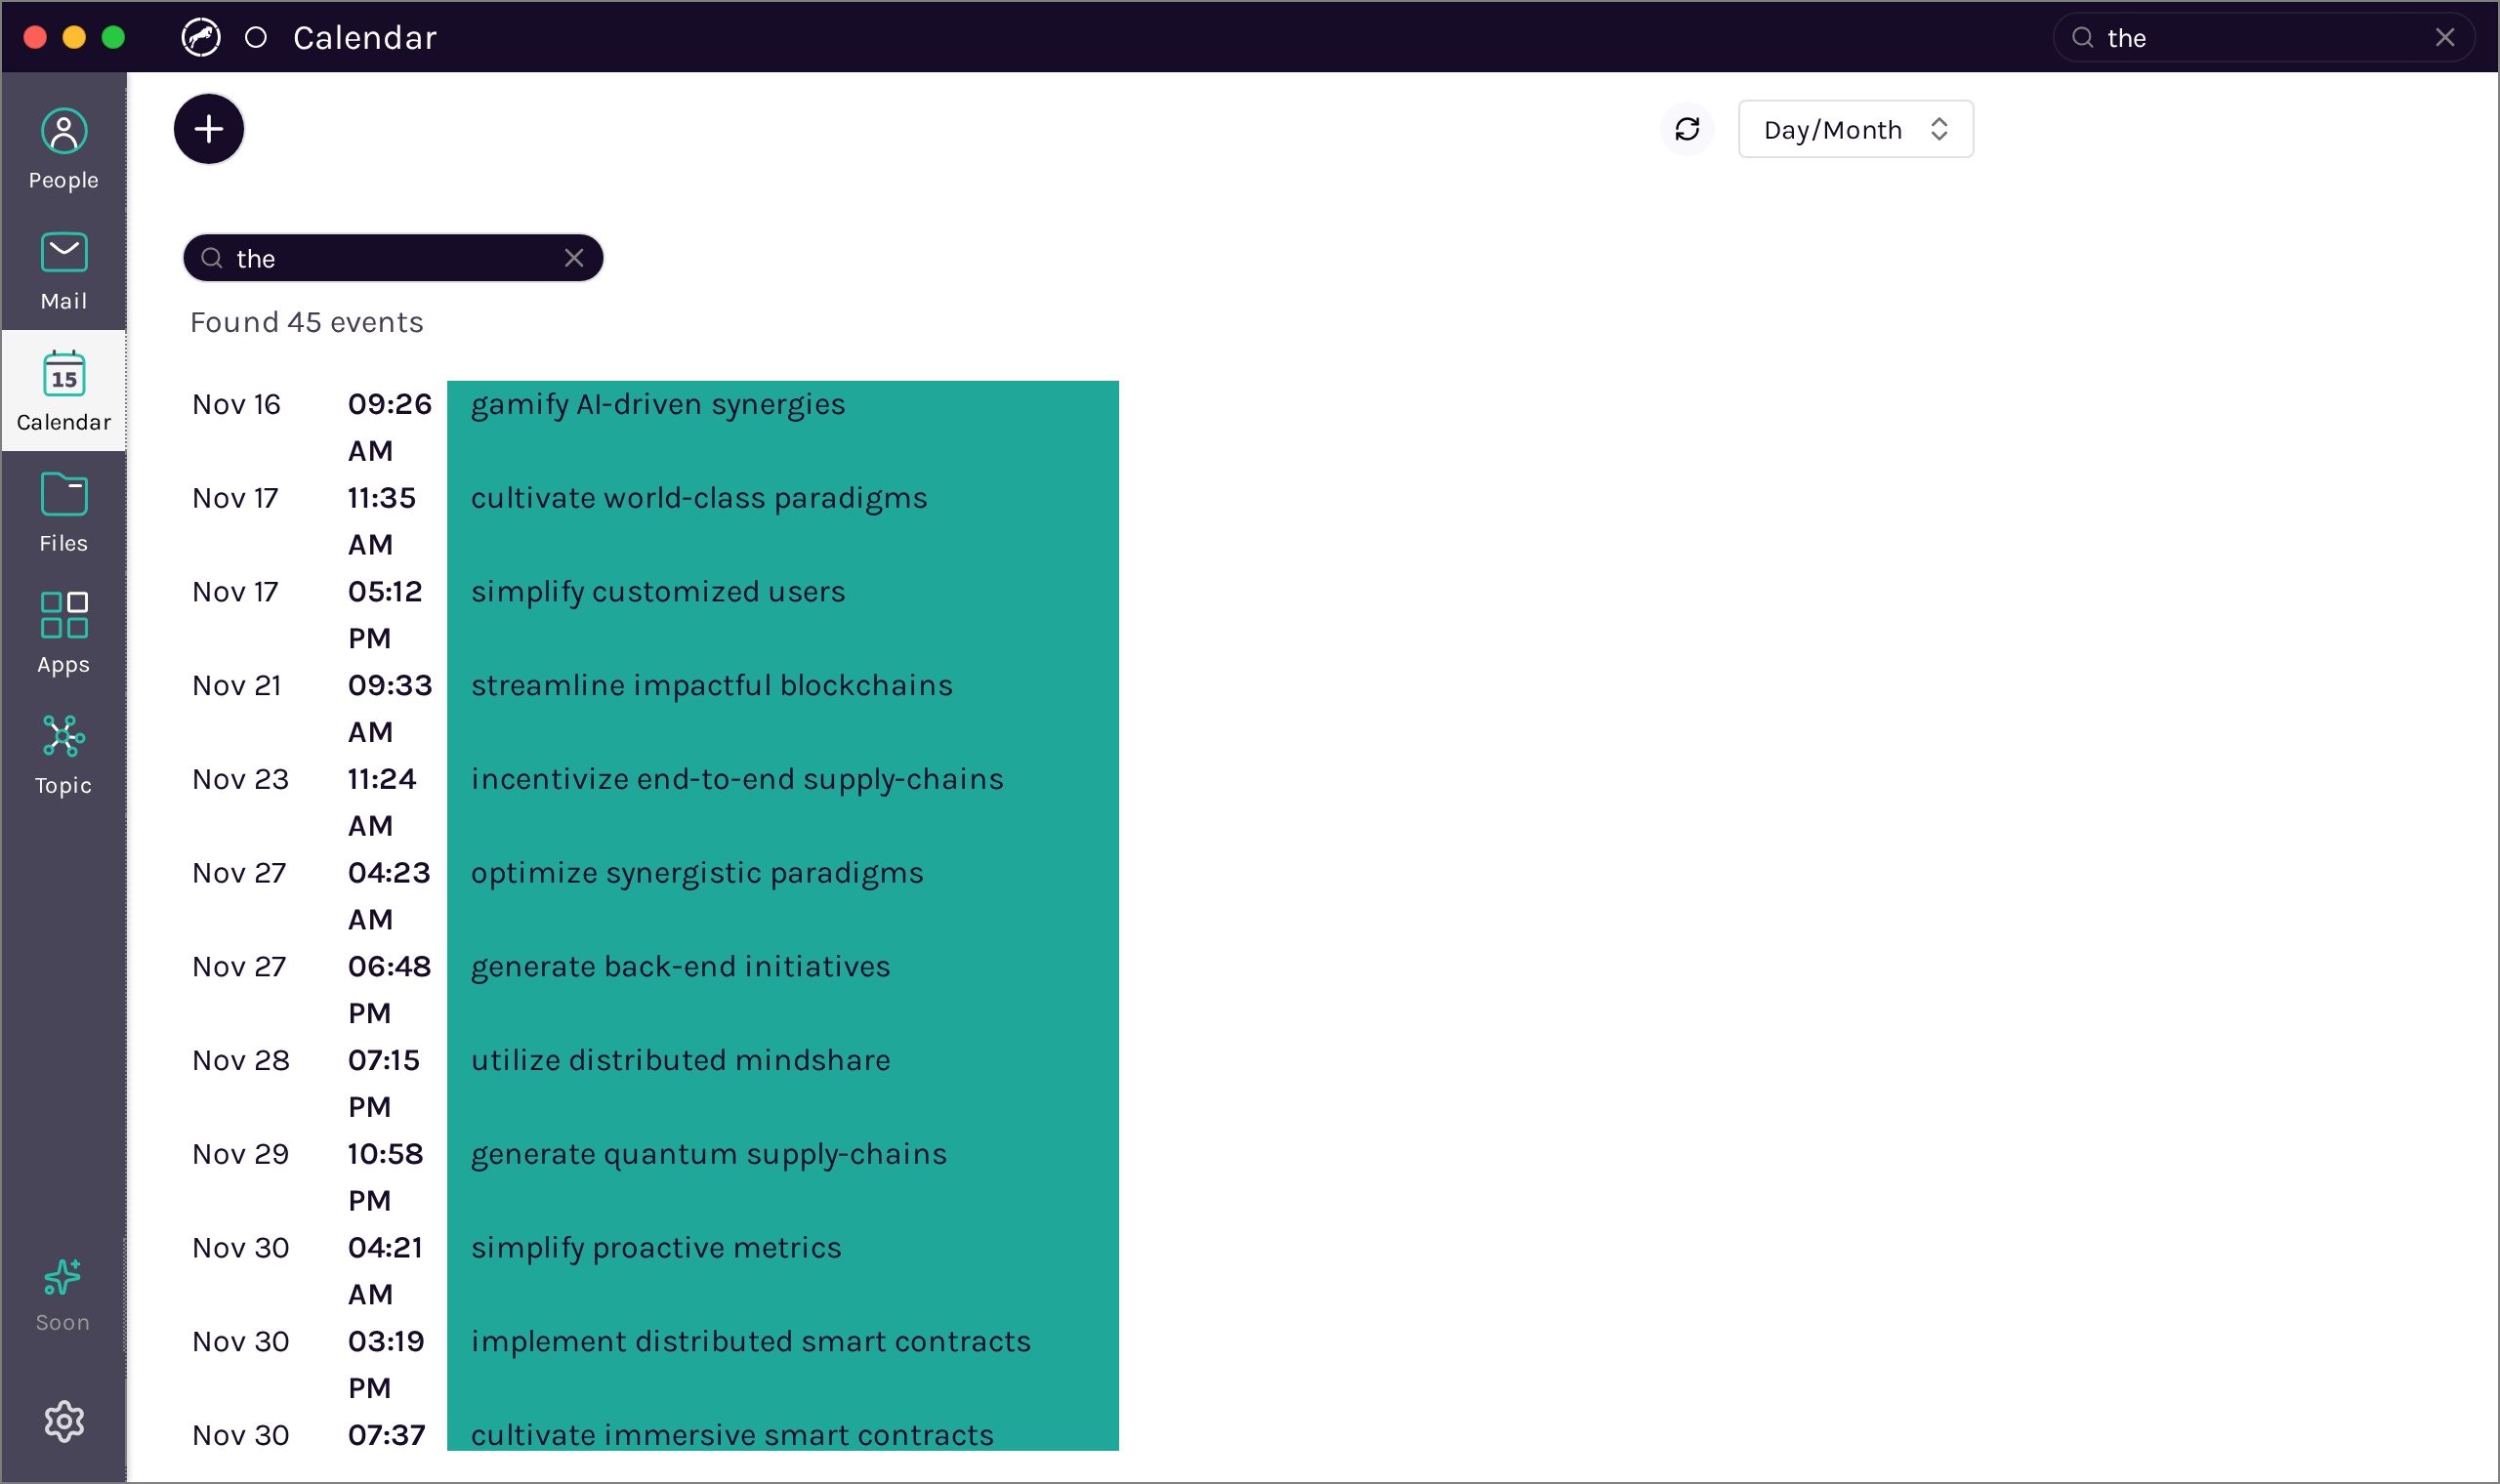 Calendar
the
People
Mail
15
Calendar
Files
Apps
Topic
Soon
Day/Month
the
Found 45 events
Nov 16 09:26 AM gamify AI-driven synergies
Nov 17 11:35 AM cultivate world-class paradigms
Nov 17 05:12 PM simplify customized users
Nov 21 09:33 AM streamline impactful blockchains
Nov 23 11:24 AM incentivize end-to-end supply-chains
Nov 27 04:23 AM optimize synergistic paradigms
Nov 27 06:48 PM generate back-end initiatives
Nov 28 07:15 PM utilize distributed mindshare
Nov 29 10:58 PM generate quantum supply-chains
Nov 30 04:21 AM simplify proactive metrics
Nov 30 03:19 PM implement distributed smart contracts
Nov 30 07:37 cultivate immersive smart contracts